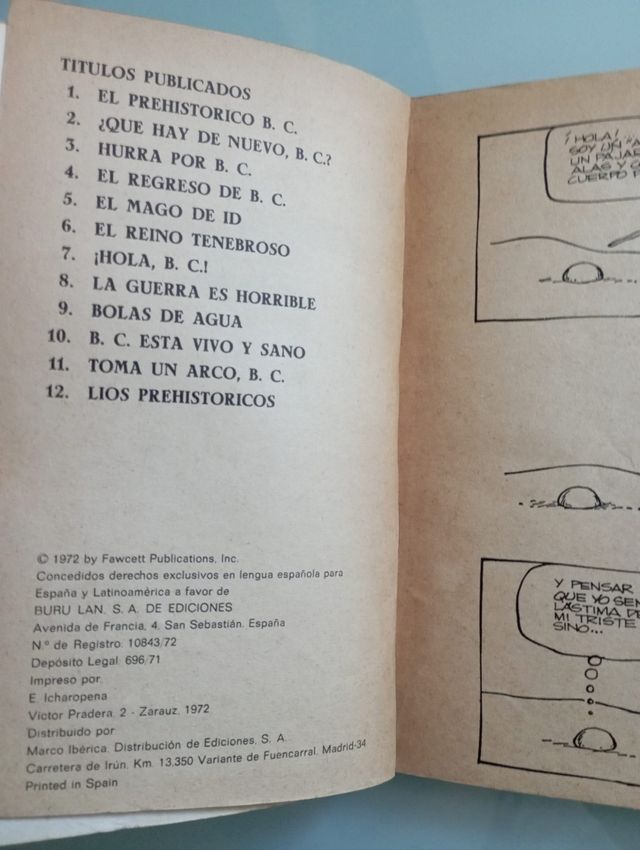 TITULOS PUBLICADOS
1. EL PREHISTORICO B. C.
2. ¿QUE HAY DE NUEVO, B. C.?
3. HURRA POR B. C.
4. EL REGRESO DE B. C.
5. EL MAGO DE ID
6. EL REINO TENEBROSO
7. ¡HOLA, B. C.!
8. LA GUERRA ES HORRIBLE
9. BOLAS DE AGUA
10. B. C. ESTA VIVO Y SANO
11. TOMA UN ARCO, B. C.
12. LIOS PREHISTORICOS
© 1972 by Fawcett Publications, Inc.
Concedidos derechos exclusivos en lengua española para
España y Latinoamérica a favor de
BURU LAN, S. A. DE EDICIONES
Avenida de Francia, 4. San Sebastián. España
N.º de Registro: 10843/72
Depósito Legal: 696/71
Impreso por:
E. Icharopena
Victor Pradera, 2 - Zarauz, 1972
Distribuido por
Marco Ibérica. Distribución de Ediciones, S. A.
Carretera de Irún, Km. 13,350 Variante de Fuencarral. Madrid-34
Printed in Spain
¡HOLA!
SOY UN
UN PAJAR
ALAS Y
CUERPO
Y PENSAR
QUE YO SEN
LASTIMA DE
MI TRISTE
SINO...